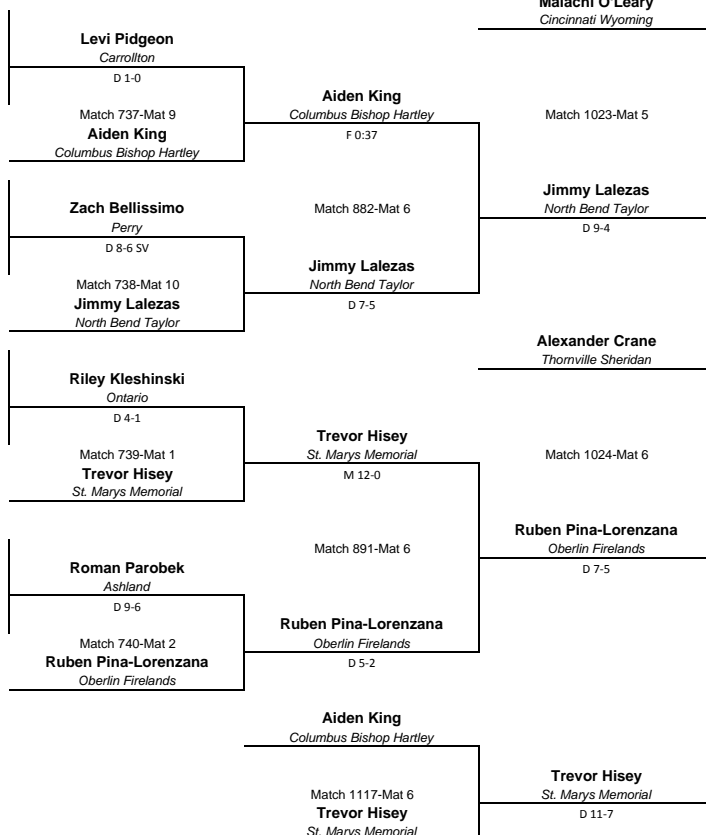 Malachi O'Leary
Cincinnati Wyoming
Levi Pidgeon
Carrollton
D 1-0
Match 737-Mat 9
Aiden King
Columbus Bishop Hartley
Aiden King
Columbus Bishop Hartley
F 0:37
Match 1023-Mat 5
Zach Bellissimo
Perry
D 8-6 SV
Match 738-Mat 10
Jimmy Lalezas
North Bend Taylor
Match 882-Mat 6
Jimmy Lalezas
North Bend Taylor
D 7-5
Jimmy Lalezas
North Bend Taylor
D 9-4
Alexander Crane
Thornville Sheridan
Riley Kleshinski
Ontario
D 4-1
Match 739-Mat 1
Trevor Hisey
St. Marys Memorial
Trevor Hisey
St. Marys Memorial
M 12-0
Match 1024-Mat 6
Roman Parobek
Ashland
D 9-6
Match 740-Mat 2
Ruben Pina-Lorenzana
Oberlin Firelands
Match 891-Mat 6
Ruben Pina-Lorenzana
Oberlin Firelands
D 5-2
Ruben Pina-Lorenzana
Oberlin Firelands
D 7-5
Aiden King
Columbus Bishop Hartley
Match 1117-Mat 6
Trevor Hisey
St. Marys Memorial
Trevor Hisey
St. Marys Memorial
D 11-7